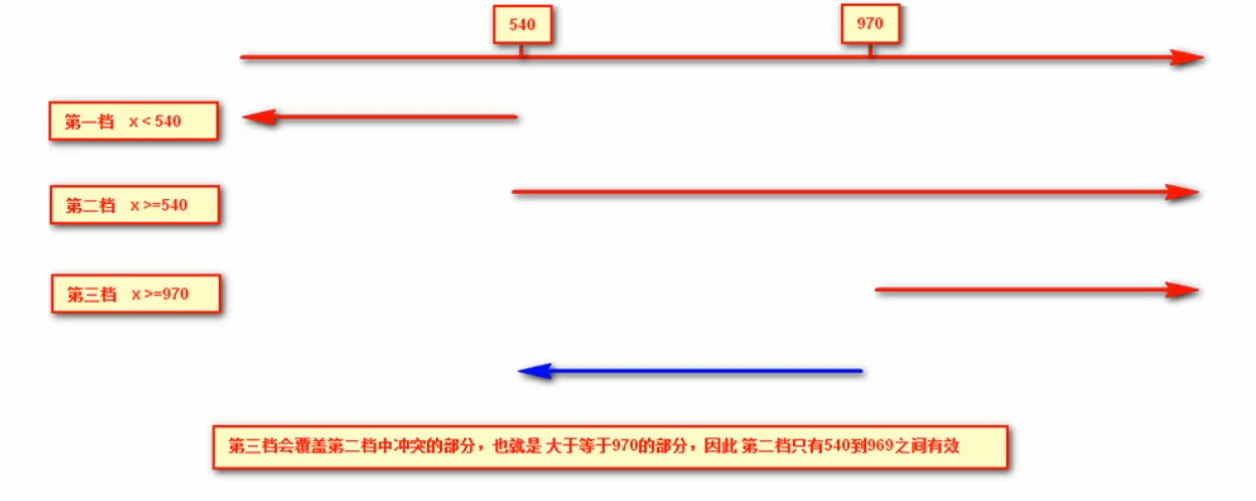 540
970
第一档 x < 540
第二档 x >=540
第三档 x >=970
第三档会覆盖第二档中冲突的部分，也就是 大于等于970的部分，因此 第二档只有540到969之间有效